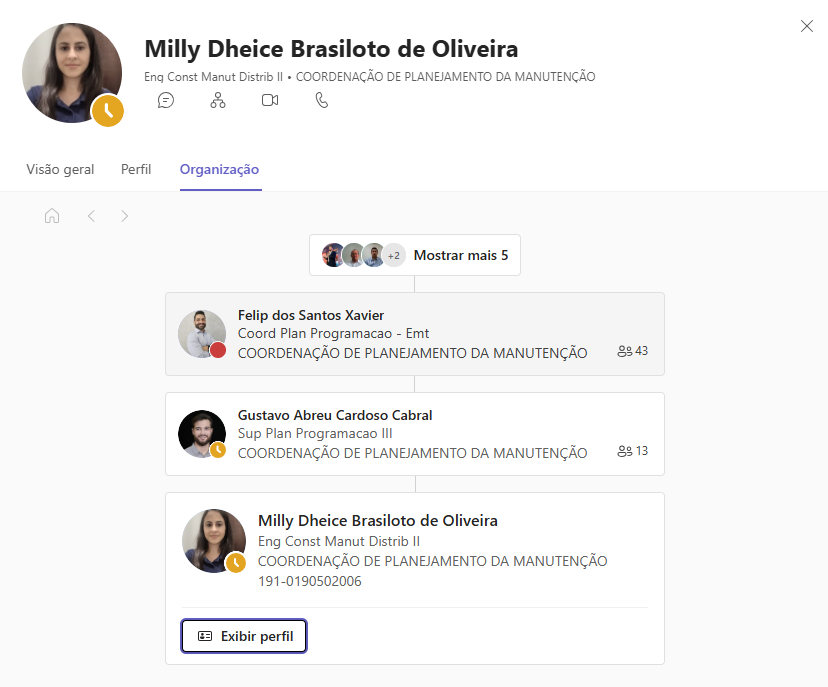 Milly Dheice Brasiloto de Oliveira
Eng Const Manut Distrib II • COORDENAÇÃO DE PLANEJAMENTO DA MANUTENÇÃO
Visão geral
Perfil
Organização
+2
Mostrar mais 5
Felip dos Santos Xavier
Coord Plan Programacao - Emt
COORDENAÇÃO DE PLANEJAMENTO DA MANUTENÇÃO
43
Gustavo Abreu Cardoso Cabral
Sup Plan Programacao III
COORDENAÇÃO DE PLANEJAMENTO DA MANUTENÇÃO
13
Milly Dheice Brasiloto de Oliveira
Eng Const Manut Distrib II
COORDENAÇÃO DE PLANEJAMENTO DA MANUTENÇÃO
191-0190502006
Exibir perfil